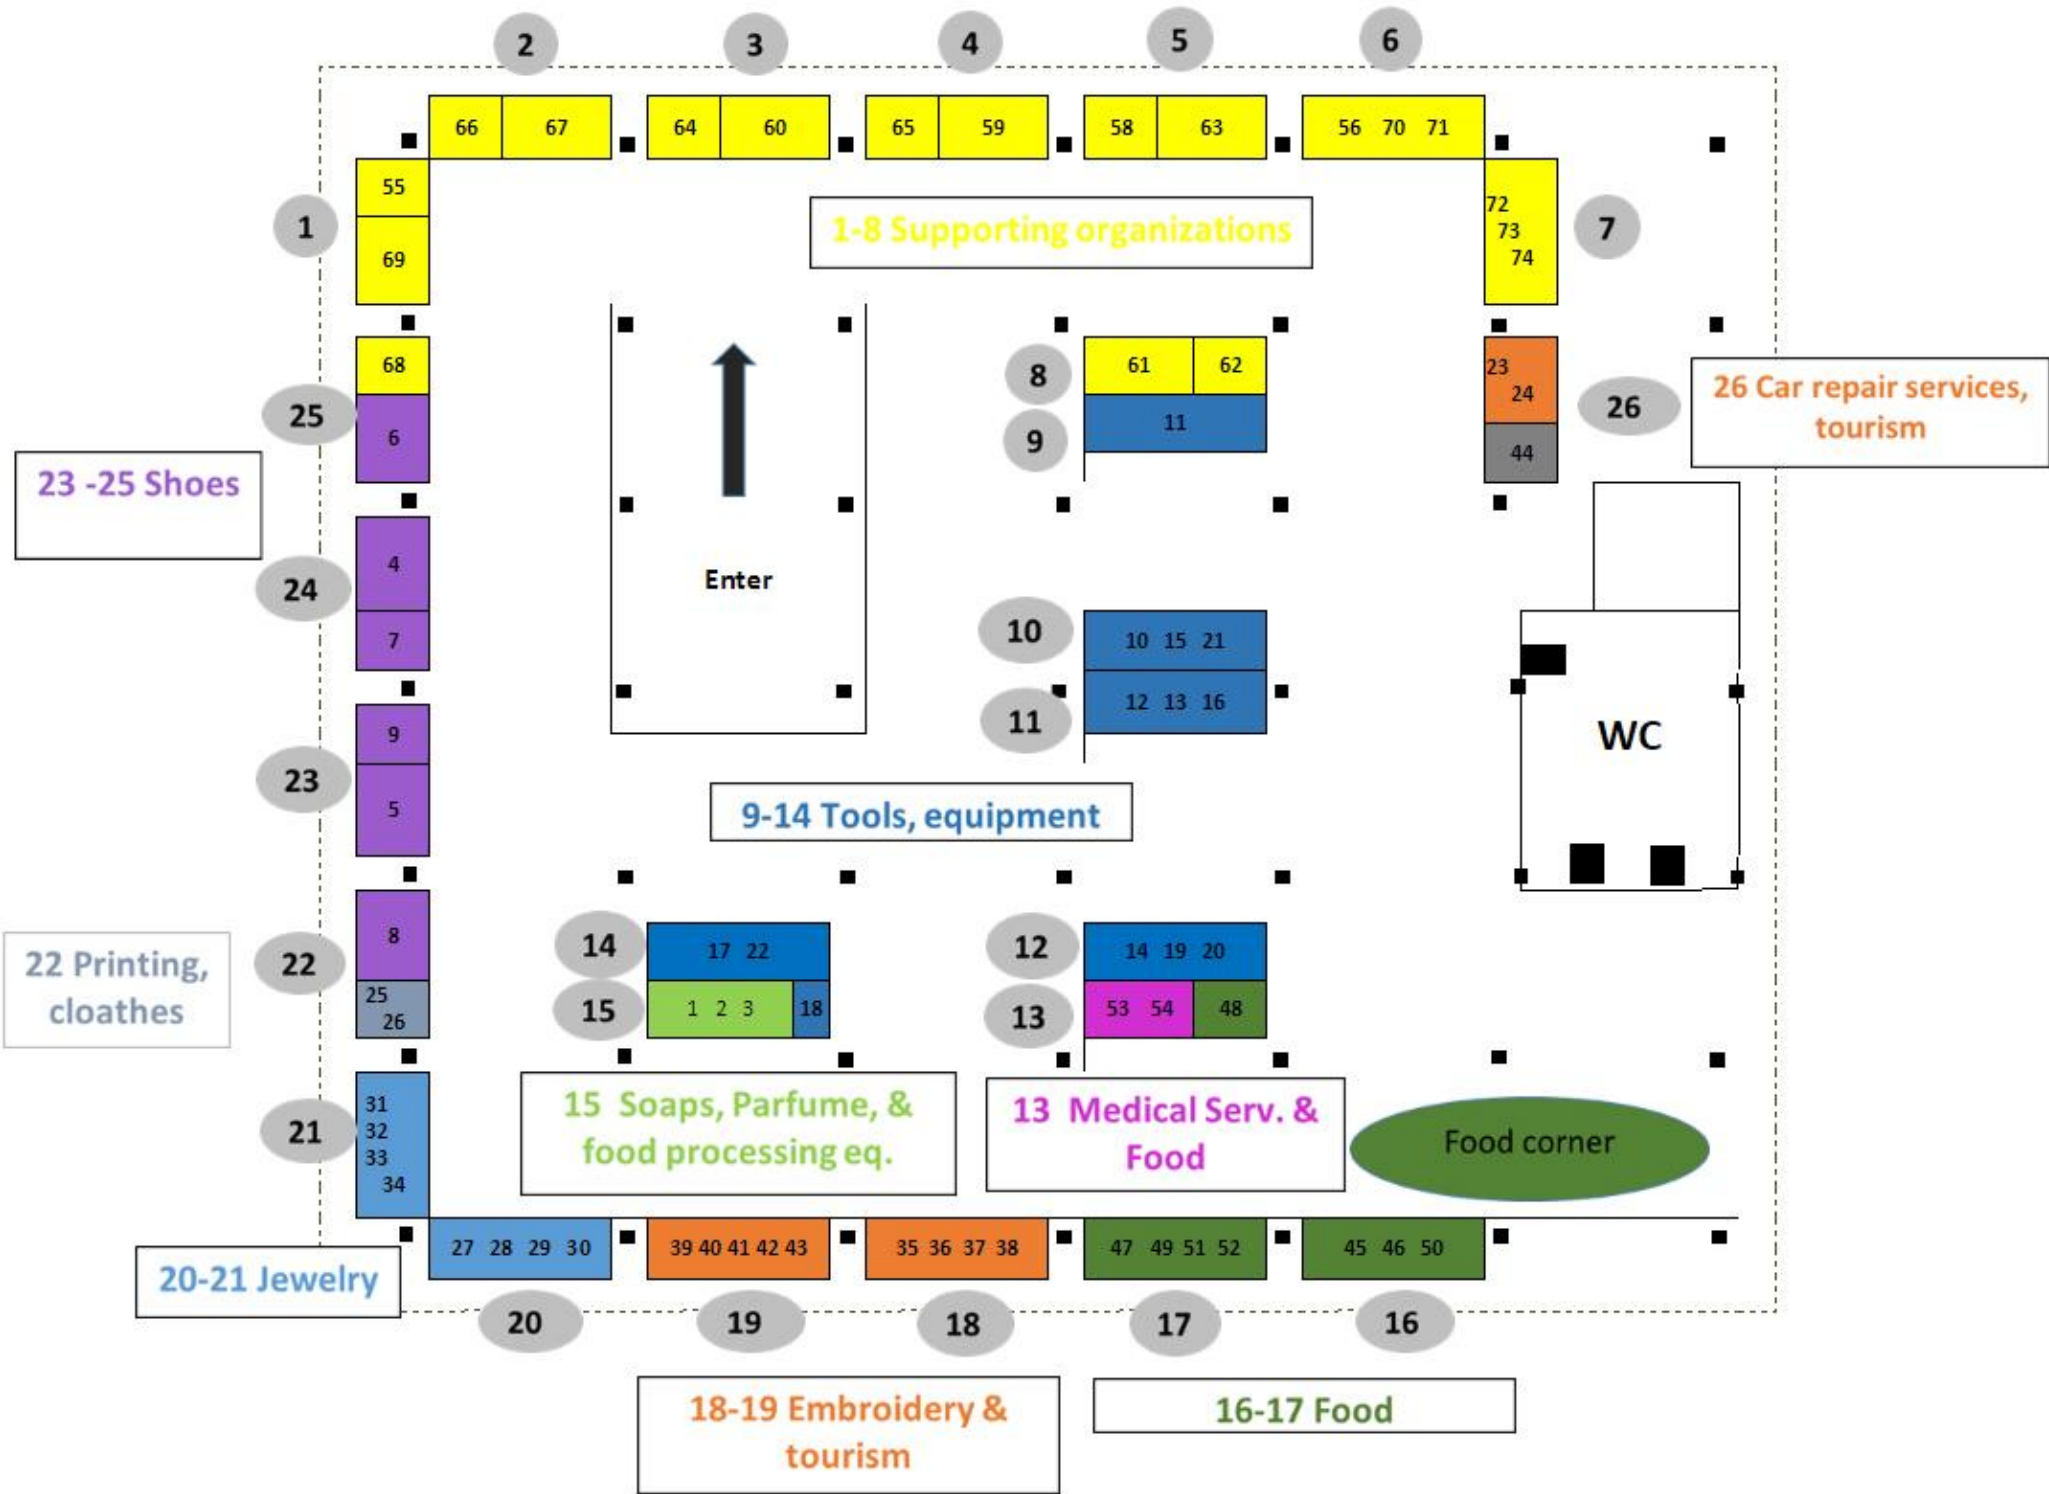 2
3
4
5
6
66 67
64 60
65 59
58 63
56 70 71
55
69
1
1-8 Supporting organizations
72
73
74
7
68
6
25
61 62
11
8
9
23
24
44
26
26 Car repair services,
tourism
23 -25 Shoes
4
7
24
Enter
10
10 15 21
12 13 16
11
WC
9
5
23
9-14 Tools, equipment
8
25
26
22
22 Printing,
cloathes
14
17 22
15
1 2 3 18
12
14 19 20
13
53 54 48
31
32
33
34
21
15 Soaps, Parfume, &
food processing eq.
13 Medical Serv. &
Food
Food corner
27 28 29 30
39 40 41 42 43
35 36 37 38
47 49 51 52
45 46 50
20-21 Jewelry
20
19
18
17
16
18-19 Embroidery &
tourism
16-17 Food